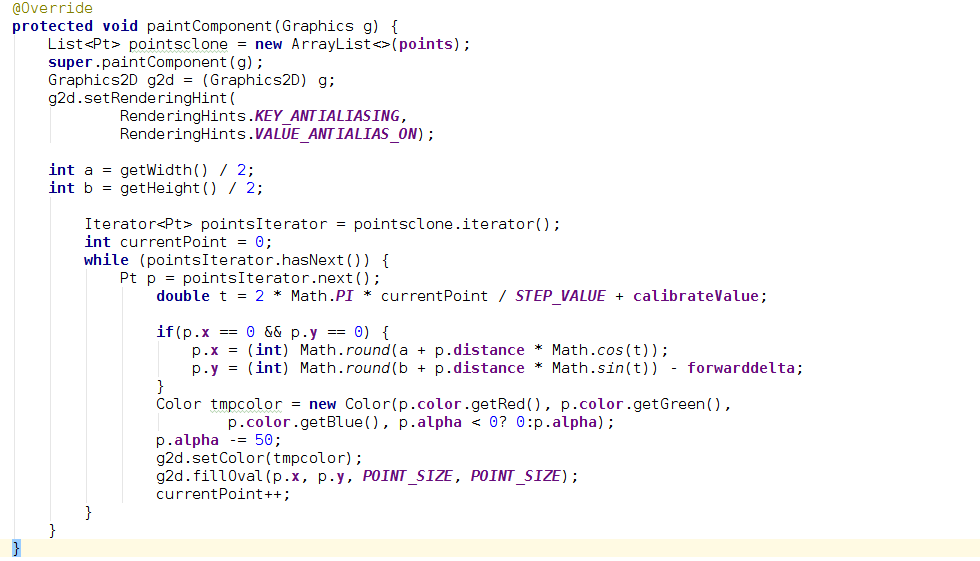 @Override
protected void paintComponent(Graphics g) {
    List<Pt> pointsclone = new ArrayList<>(points);
    super.paintComponent(g);
    Graphics2D g2d = (Graphics2D) g;
    g2d.setRenderingHint(
            RenderingHints.KEY_ANTIALIASING,
            RenderingHints.VALUE_ANTIALIAS_ON);
    int a = getWidth() / 2;
    int b = getHeight() / 2;
        Iterator<Pt> pointsIterator = pointsclone.iterator();
        int currentPoint = 0;
        while (pointsIterator.hasNext()) {
            Pt p = pointsIterator.next();
                double t = 2 * Math.PI * currentPoint / STEP_VALUE + calibrateValue;
                if(p.x == 0 && p.y == 0) {
                    p.x = (int) Math.round(a + p.distance * Math.cos(t));
                    p.y = (int) Math.round(b + p.distance * Math.sin(t)) - forwarddelta;
                }
                Color tmpcolor = new Color(p.color.getRed(), p.color.getGreen(),
                        p.color.getBlue(), p.alpha < 0? 0:p.alpha);
                p.alpha -= 50;
                g2d.setColor(tmpcolor);
                g2d.fillOval(p.x, p.y, POINT_SIZE, POINT_SIZE);
                currentPoint++;
        }
    }
}